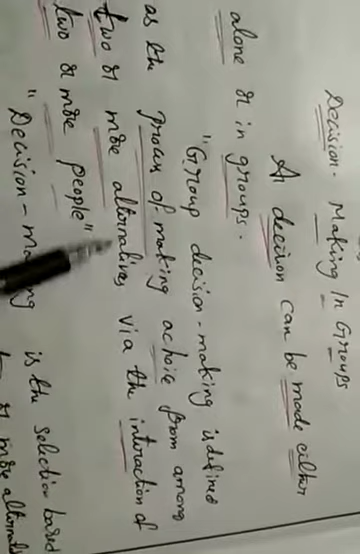 Decision - Making In Groups
A decision can be made either
alone or in groups.
"Group decision-making is defined
as the process of making a choice from among
two or more alternatives via the interaction of
two or more people"
"Decision - making is the selection based
or more